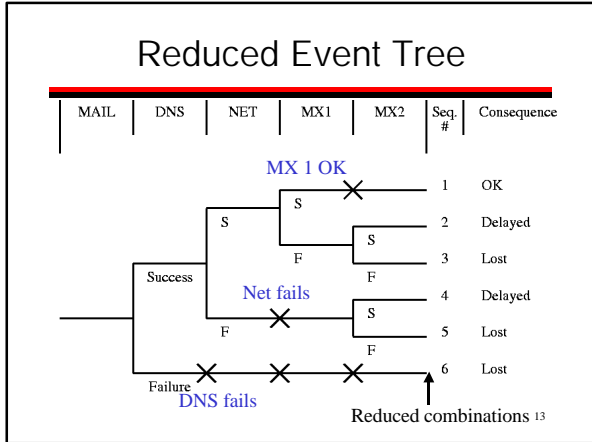 Reduced Event Tree
MAIL DNS NET MX1 MX2 Seq. # Consequence
MX 1 OK
1 OK
S
S
2 Delayed
S
F
3 Lost
F
Success
Net fails
4 Delayed
S
F
5 Lost
F
6 Lost
Failure
DNS fails
Reduced combinations 13